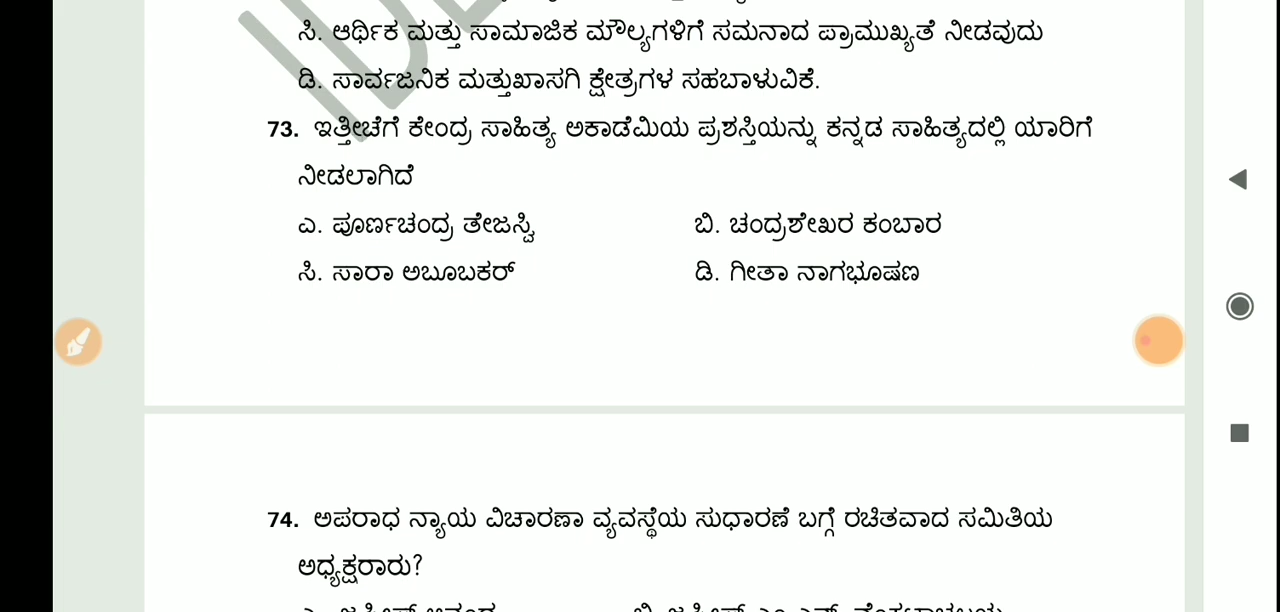 ಸಿ. ಆರ್ಥಿಕ ಮತ್ತು ಸಾಮಾಜಿಕ ಮೌಲ್ಯಗಳಿಗೆ ಸಮನಾದ ಪ್ರಾಮುಖ್ಯತೆ ನೀಡವುದು
ಡಿ. ಸಾರ್ವಜನಿಕ ಮತ್ತುಖಾಸಗಿ ಕ್ಷೇತ್ರಗಳ ಸಹಬಾಳುವಿಕೆ.
73. ಇತ್ತೀಚೆಗೆ ಕೇಂದ್ರ ಸಾಹಿತ್ಯ ಅಕಾಡೆಮಿಯ ಪ್ರಶಸ್ತಿಯನ್ನು ಕನ್ನಡ ಸಾಹಿತ್ಯದಲ್ಲಿ ಯಾರಿಗೆ
ನೀಡಲಾಗಿದೆ
ಎ. ಪೂರ್ಣಚಂದ್ರ ತೇಜಸ್ವಿ ಬಿ. ಚಂದ್ರಶೇಖರ ಕಂಬಾರ
ಸಿ. ಸಾರಾ ಅಬೂಬಕರ್ ಡಿ. ಗೀತಾ ನಾಗಭೂಷಣ
74. ಅಪರಾಧ ನ್ಯಾಯ ವಿಚಾರಣಾ ವ್ಯವಸ್ಥೆಯ ಸುಧಾರಣೆ ಬಗ್ಗೆ ರಚಿತವಾದ ಸಮಿತಿಯ
ಅಧ್ಯಕ್ಷರಾರು?